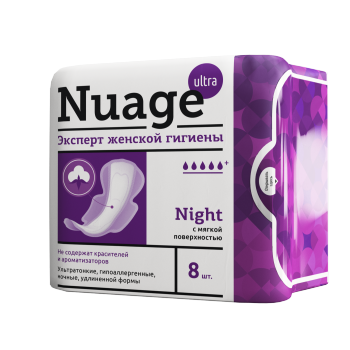 ultra
Nuage
Эксперт женской гигиены
+
Night
с мягкой
поверхностью
Не содержат красителей
и ароматизаторов
Ультратонкие, гипоаллергенные,
ночные, удлиненной формы
8 шт.